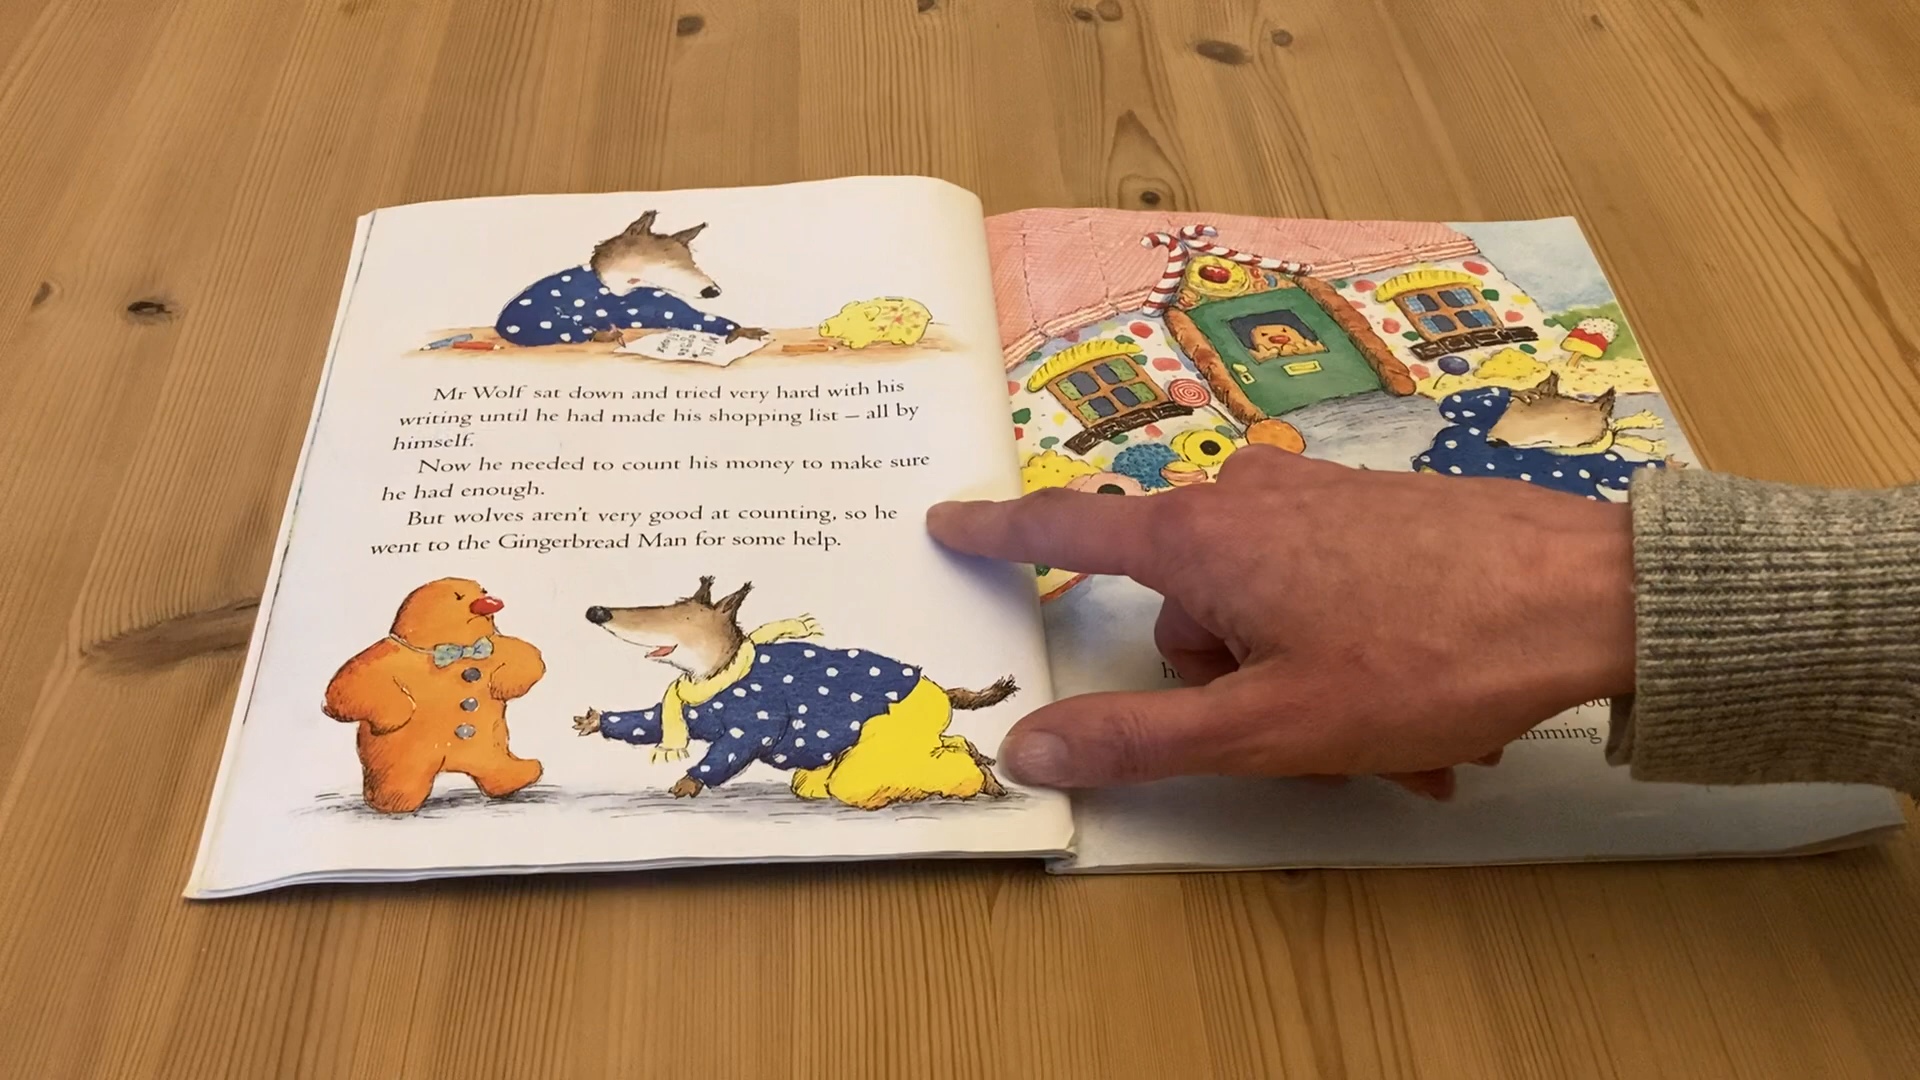 Milk
Mr Wolf sat down and tried very hard with his
writing until he had made his shopping list – all by
himself.
Now he needed to count his money to make sure
he had enough.
But wolves aren't very good at counting, so he
went to the Gingerbread Man for some help.